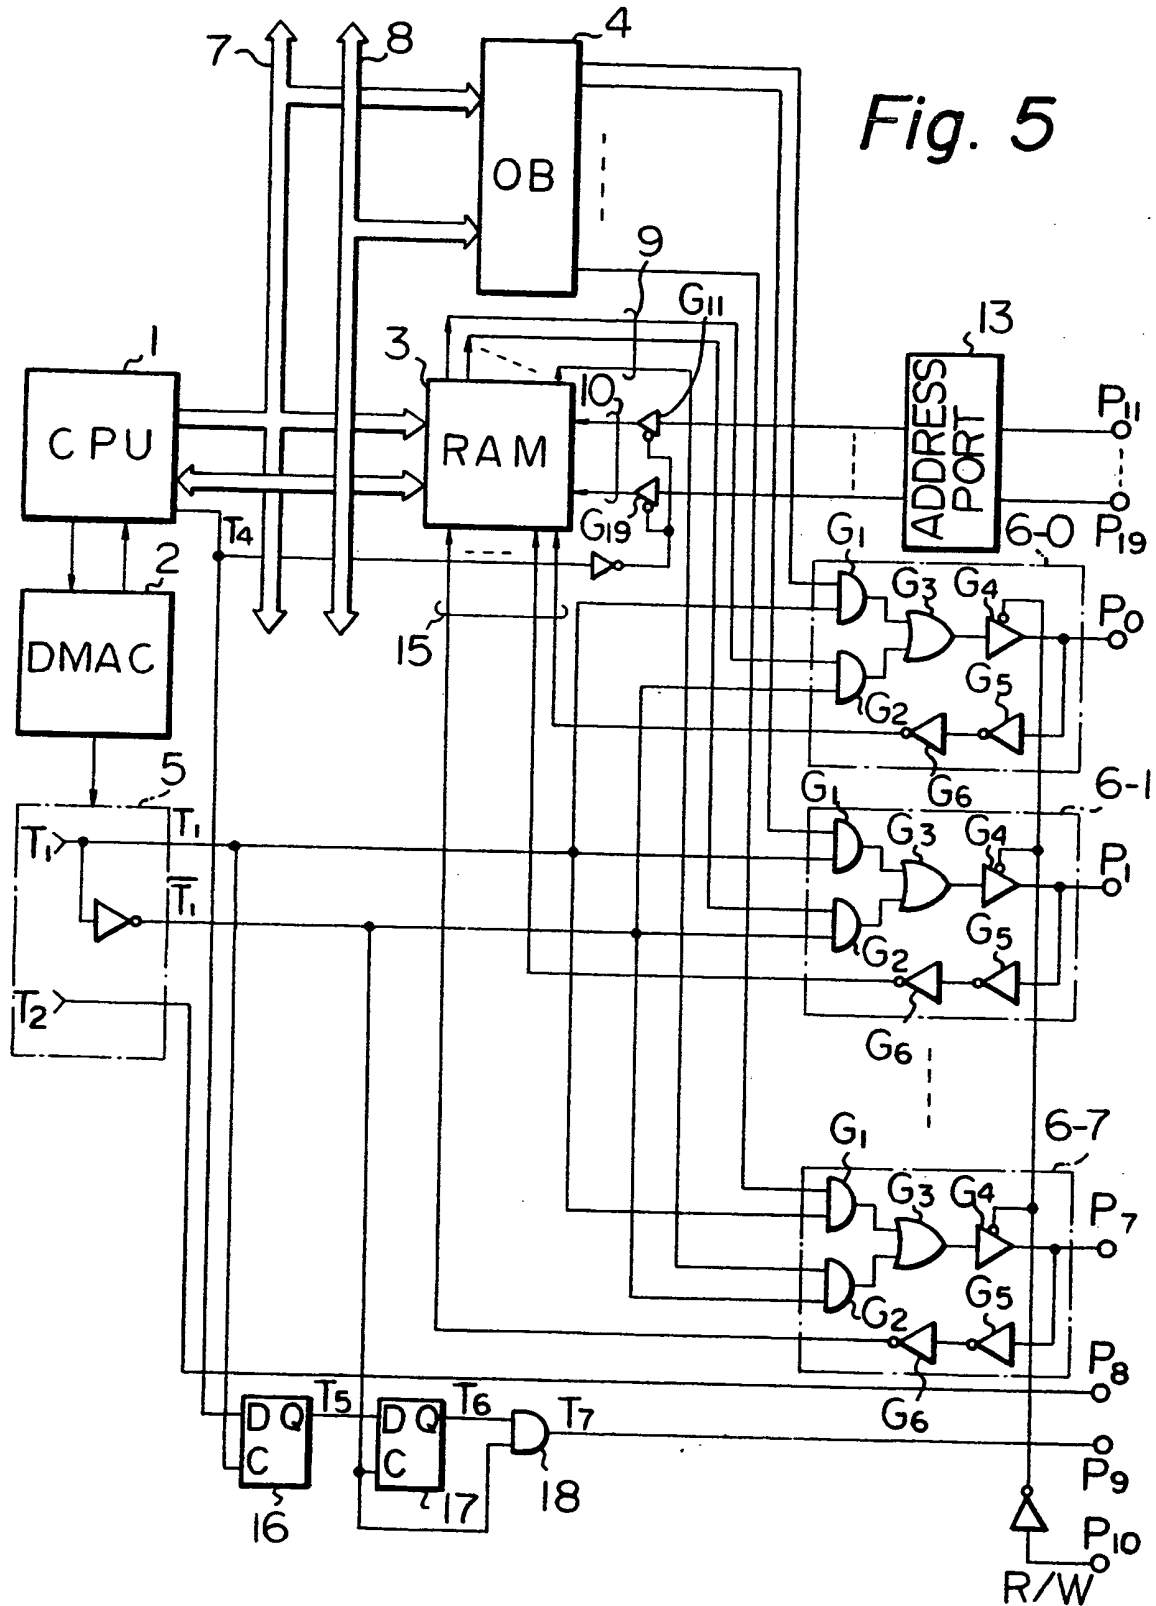 Fig. 5
7
8
4
OB
9
G11
13
1
3
10
CPU
RAM
ADDRESS
PORT
P11
G19
P19
T4
2
6-0
G1
G3
G4
P0
DMAC
15
G5
G2
5
G6
6-1
T1
T1
G1
G3
G4
P1
T̅1
G5
G2
T2
G6
6-7
G1
G3
G4
P7
G5
G2
P8
T5
T6
T7
G6
D Q
D Q
C
C
P9
16
17
18
P10
R/W